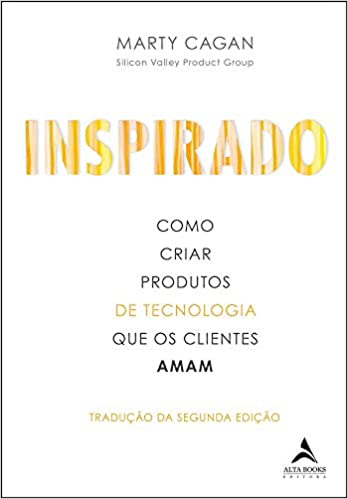 MARTY CAGAN
Silicon Valley Product Group
INSPIRADO
COMO
CRIAR
PRODUTOS
DE TECNOLOGIA
QUE OS CLIENTES
AMAM
TRADUÇÃO DA SEGUNDA EDIÇÃO
ALTA BOOKS
EDITORA